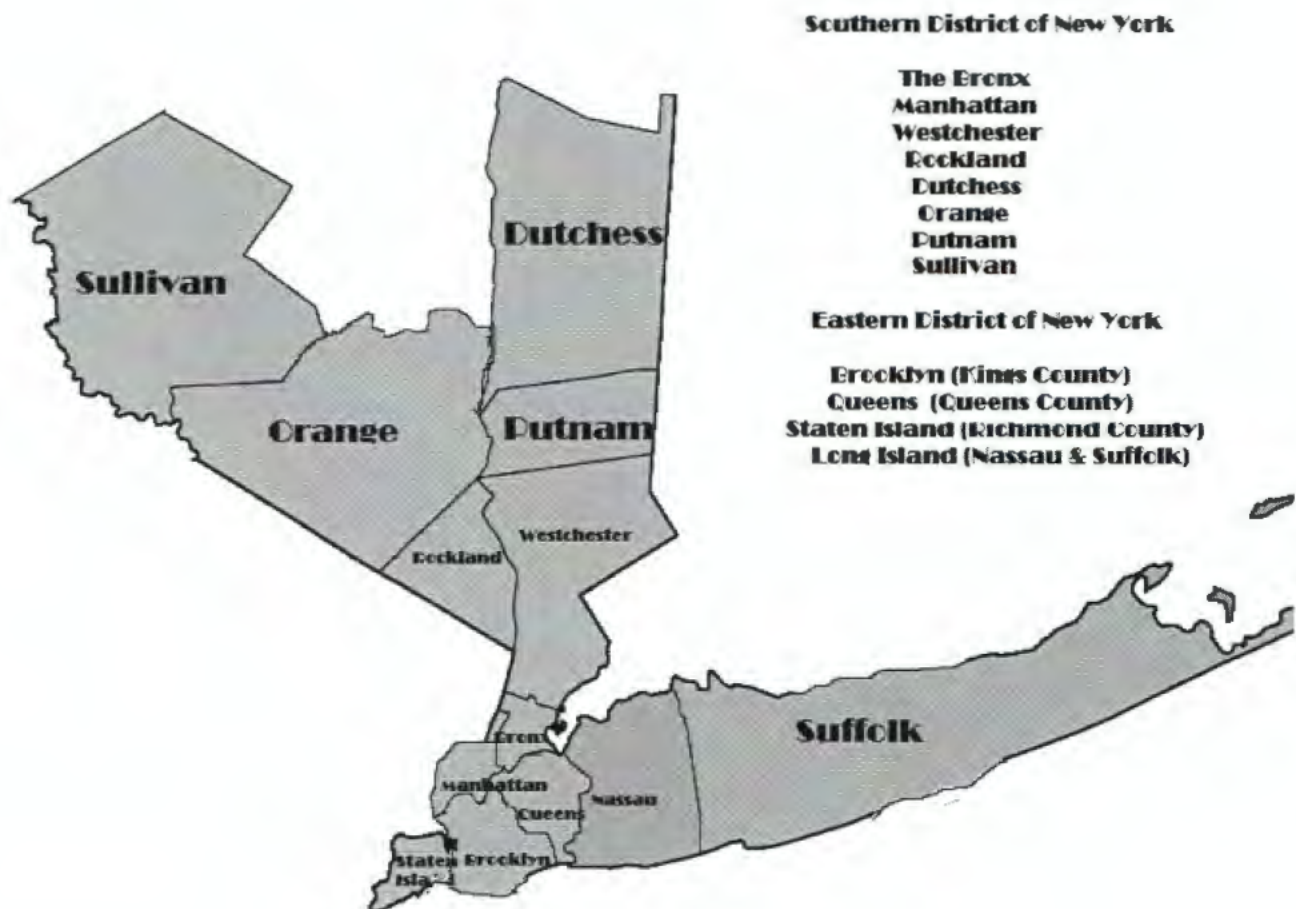 Southern District of New York
The Bronx
Manhattan
Westchester
Rockland
Dutchess
Orange
Putnam
Sullivan
Eastern District of New York
Brooklyn (Kings County)
Queens (Queens County)
Staten Island (Richmond County)
Long Island (Nassau & Suffolk)
Dutchess
Sullivan
Orange
Putnam
Westchester
Rockland
Suffolk
Bronx
Manhattan
Nassau
Queens
Staten
Brooklyn